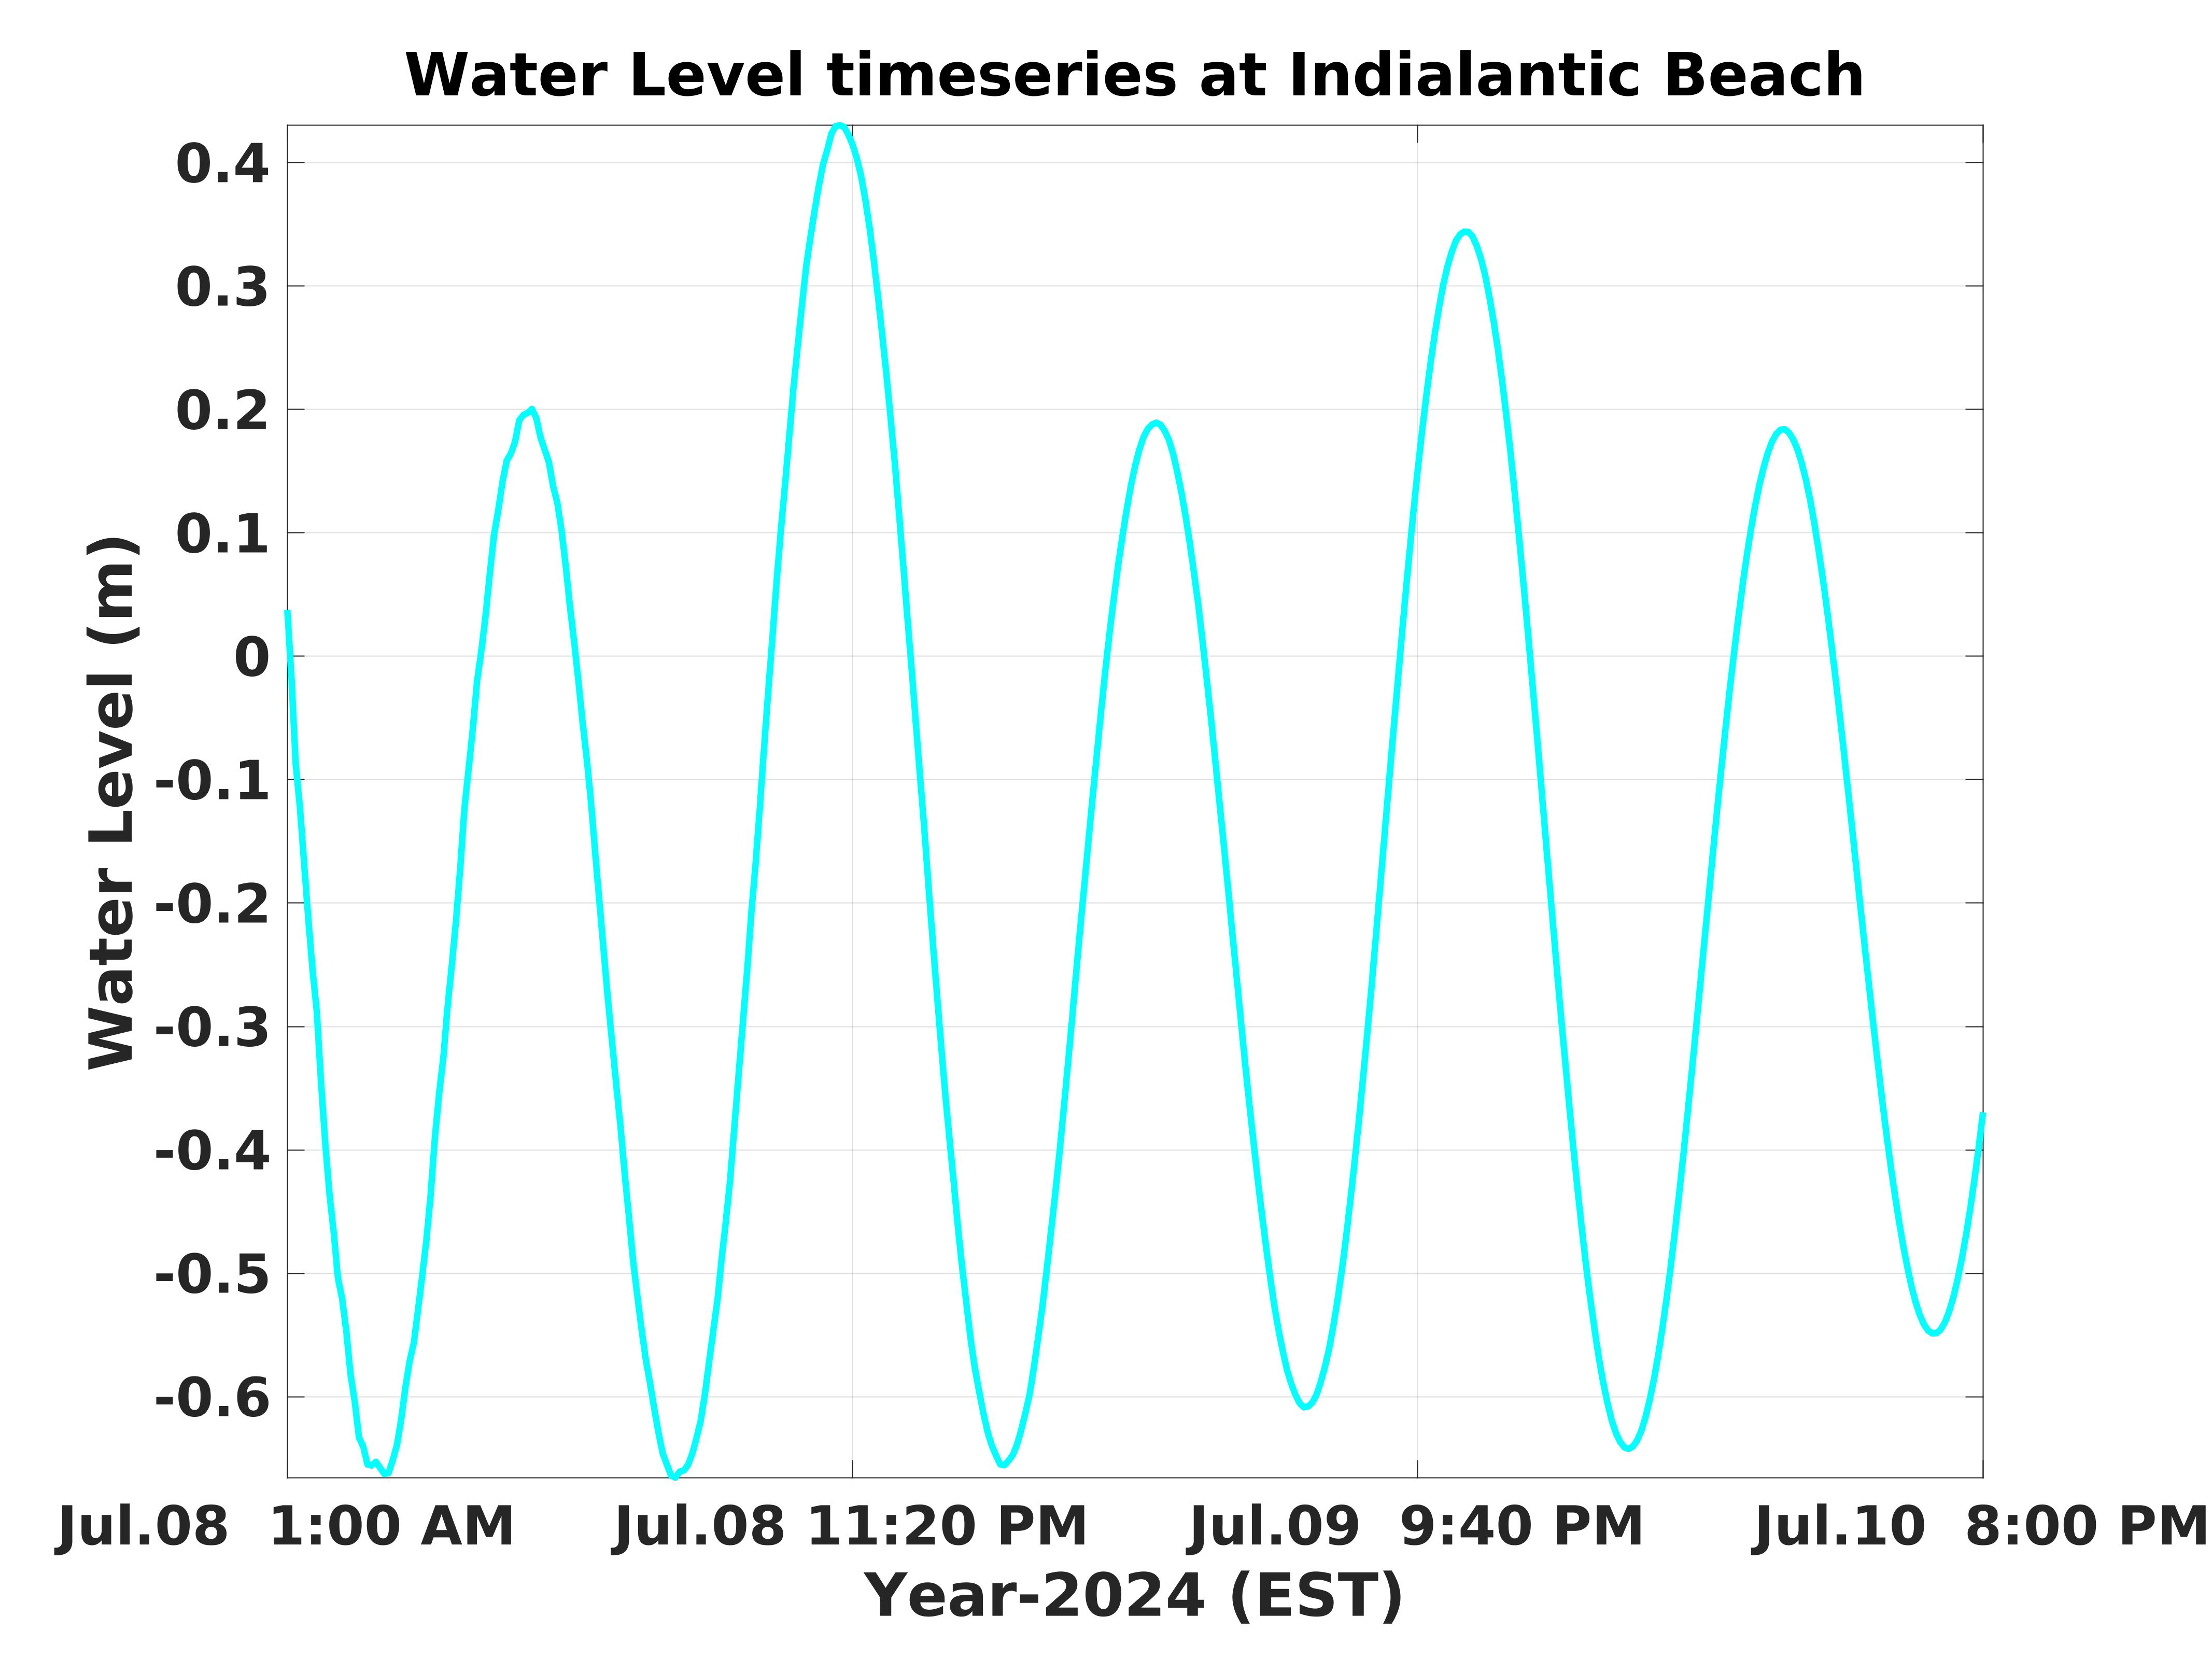 Water Level timeseries at Indialantic Beach
0.4
0.3
0.2
0.1
0
-0.1
-0.2
-0.3
-0.4
-0.5
-0.6
Water Level (m)
Jul.08 1:00 AM Jul.08 11:20 PM Jul.09 9:40 PM Jul.10 8:00 PM
Year-2024 (EST)